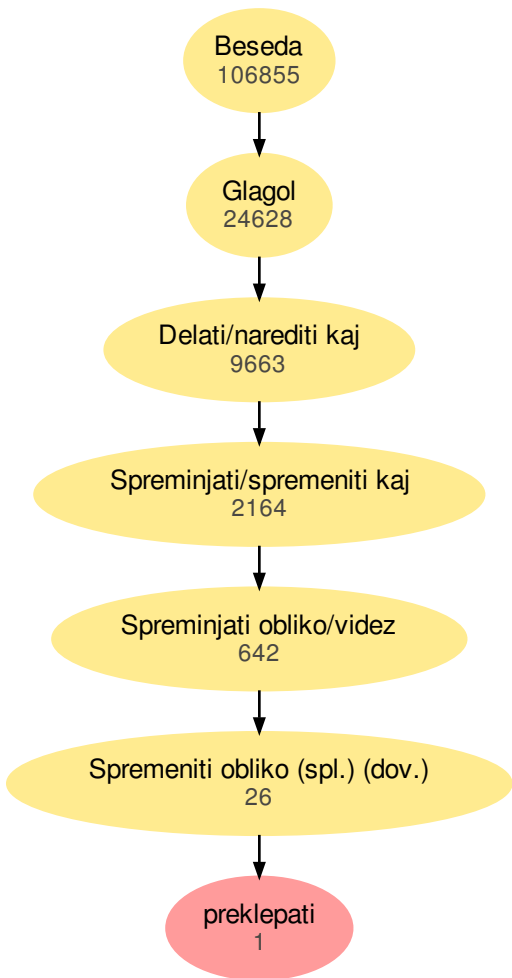 Beseda
106855
Glagol
24628
Delati/narediti kaj
9663
Spreminjati/spremeniti kaj
2164
Spreminjati obliko/videz
642
Spremeniti obliko (spl.) (dov.)
26
preklepati
1